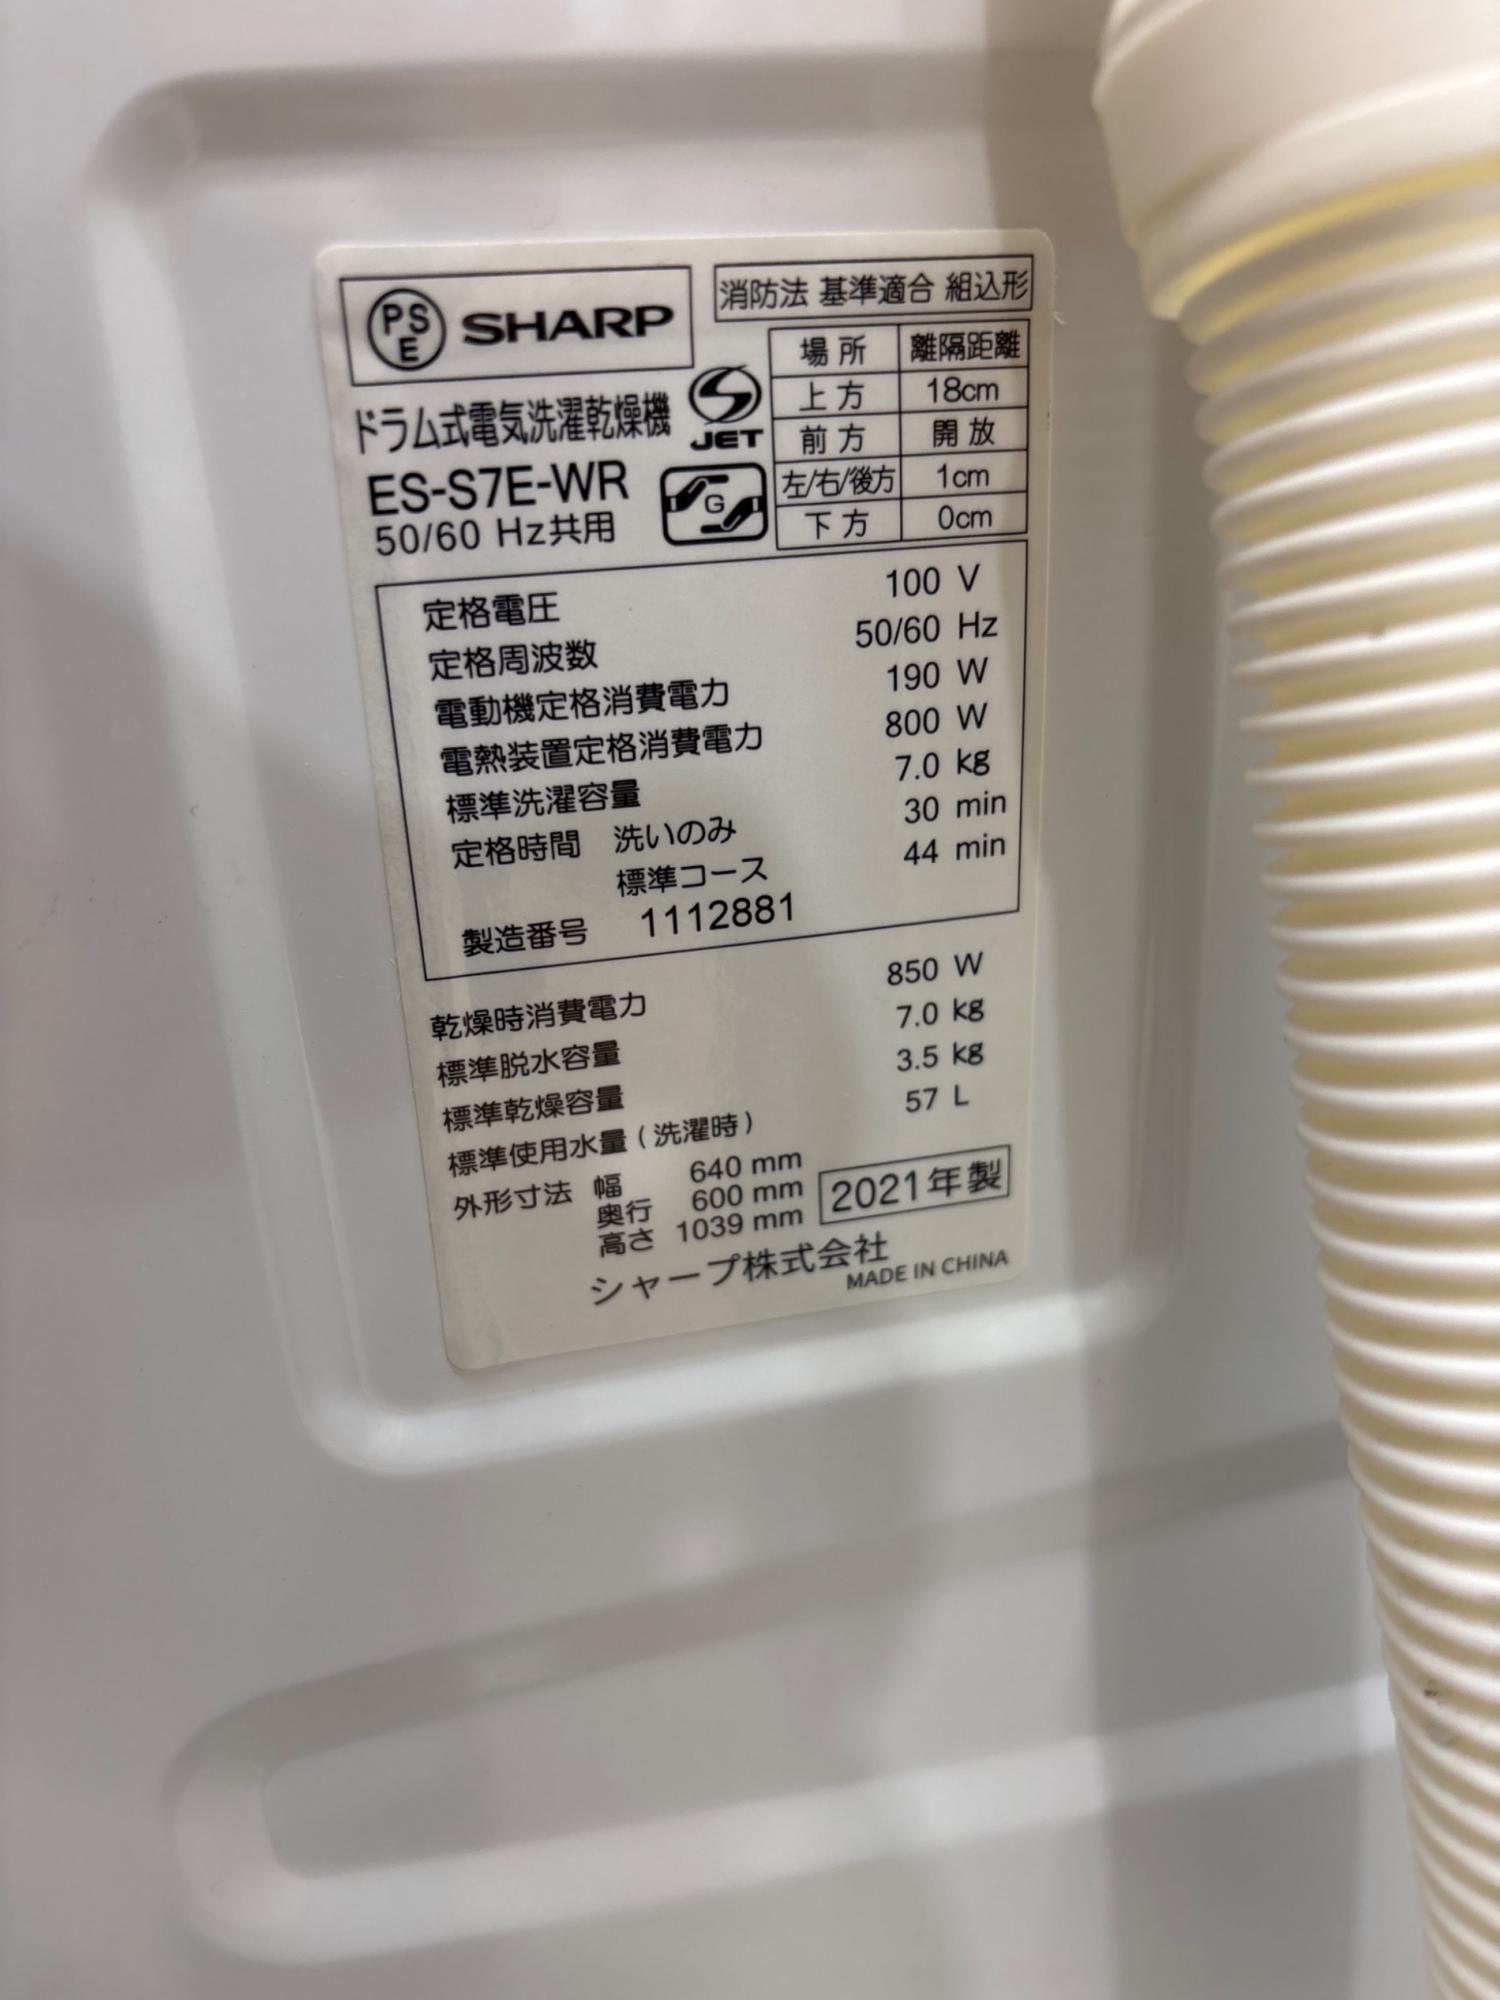 PSE SHARP
消防法 基準適合 組込形
場所 離隔距離
上方 18cm
前方 開放
左/右/後方 1cm
下方 0cm
ドラム式電気洗濯乾燥機
JET
ES-S7E-WR
G
50/60 Hz共用
定格電圧 100 V
定格周波数 50/60 Hz
電動機定格消費電力 190 W
電熱装置定格消費電力 800 W
標準洗濯容量 7.0 kg
定格時間 洗いのみ 30 min
標準コース 44 min
製造番号 1112881
乾燥時消費電力 850 W
標準脱水容量 7.0 kg
標準乾燥容量 3.5 kg
標準使用水量(洗濯時) 57 L
外形寸法 幅 640 mm
奥行 600 mm
高さ 1039 mm
2021年製
シャープ株式会社
MADE IN CHINA